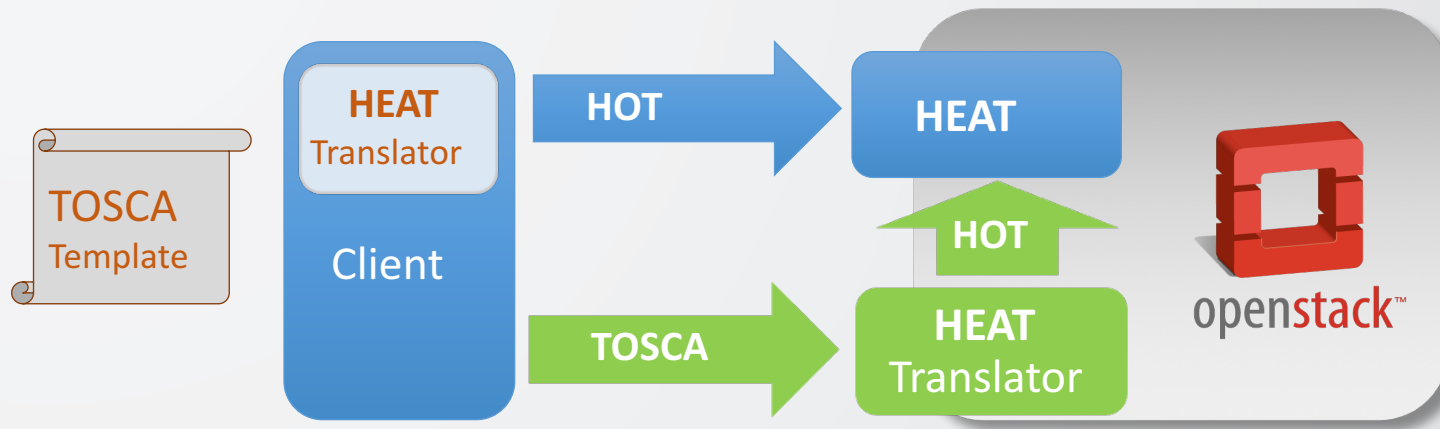 TOSCA
Template
HEAT
Translator
Client
HOT
HEAT
HOT
TOSCA
HEAT
Translator
openstack™